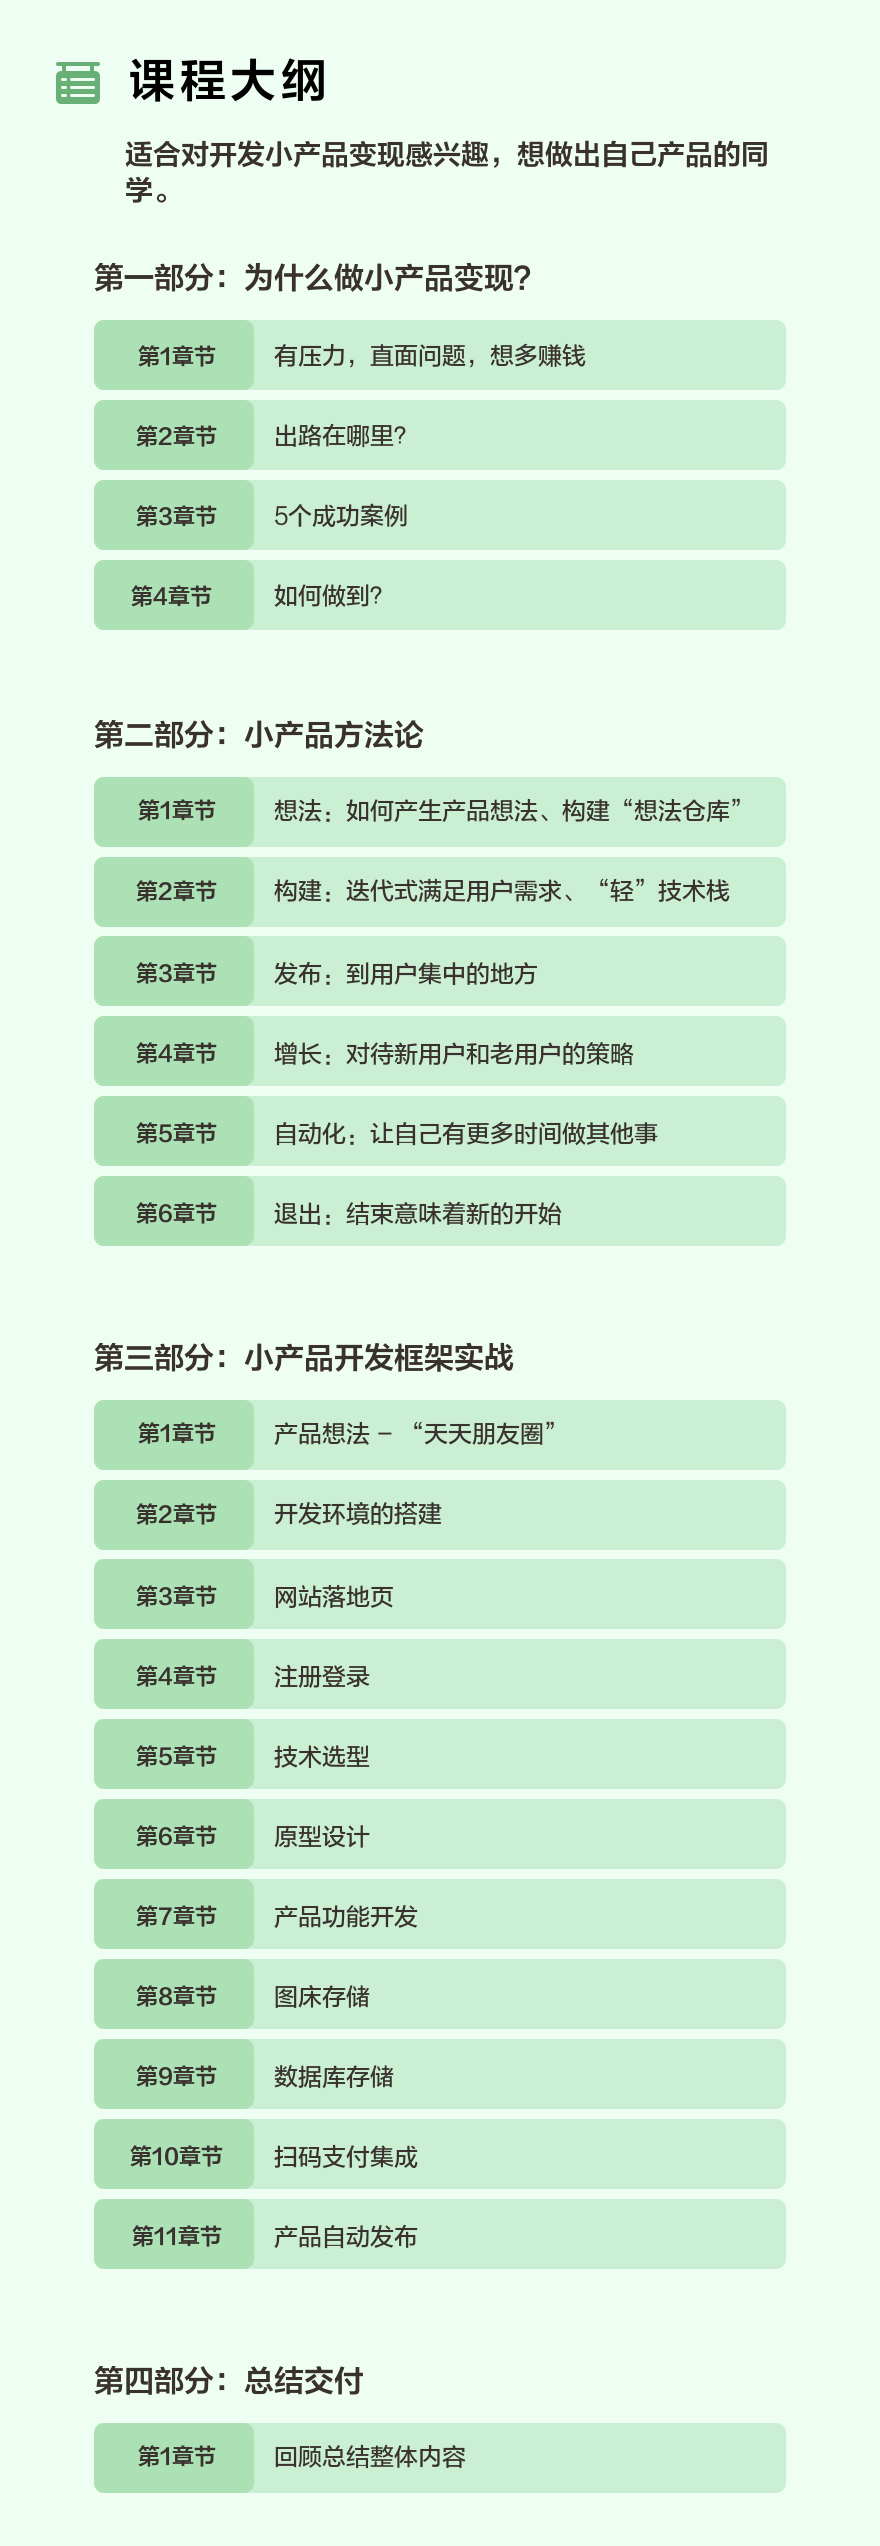 课程大纲
适合对开发小产品变现感兴趣，想做出自己产品的同
学。
第一部分：为什么做小产品变现？
第1章节 有压力，直面问题，想多赚钱
第2章节 出路在哪里？
第3章节 5个成功案例
第4章节 如何做到？
第二部分：小产品方法论
第1章节 想法：如何产生产品想法、构建“想法仓库”
第2章节 构建：迭代式满足用户需求、“轻”技术栈
第3章节 发布：到用户集中的地方
第4章节 增长：对待新用户和老用户的策略
第5章节 自动化：让自己有更多时间做其他事
第6章节 退出：结束意味着新的开始
第三部分：小产品开发框架实战
第1章节 产品想法 – “天天朋友圈”
第2章节 开发环境的搭建
第3章节 网站落地页
第4章节 注册登录
第5章节 技术选型
第6章节 原型设计
第7章节 产品功能开发
第8章节 图床存储
第9章节 数据库存储
第10章节 扫码支付集成
第11章节 产品自动发布
第四部分：总结交付
第1章节 回顾总结整体内容